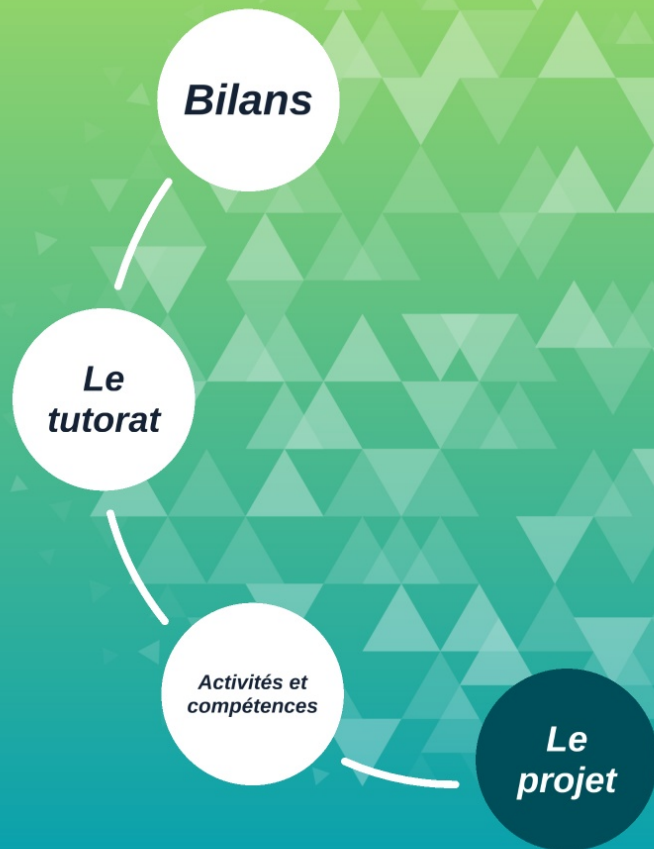 Bilans
Le
tutorat
Activités et
compétences
Le
projet